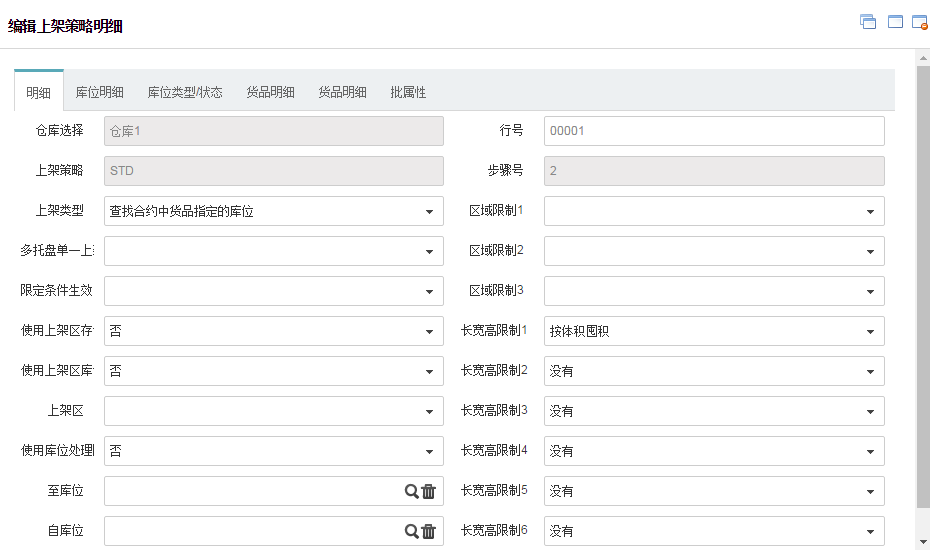 编辑上架策略明细
明细 库位明细 库位类型/状态 货品明细 货品明细 批属性
仓库选择 仓库1 行号 00001
上架策略 STD 步骤号 2
上架类型 查找合约中货品指定的库位 区域限制1
多托盘单一上 区域限制2
限定条件生效 区域限制3
使用上架区存 否 长宽高限制1 按体积囤积
使用上架区库 否 长宽高限制2 没有
上架区 长宽高限制3 没有
使用库位处理 否 长宽高限制4 没有
至库位 长宽高限制5 没有
自库位 长宽高限制6 没有